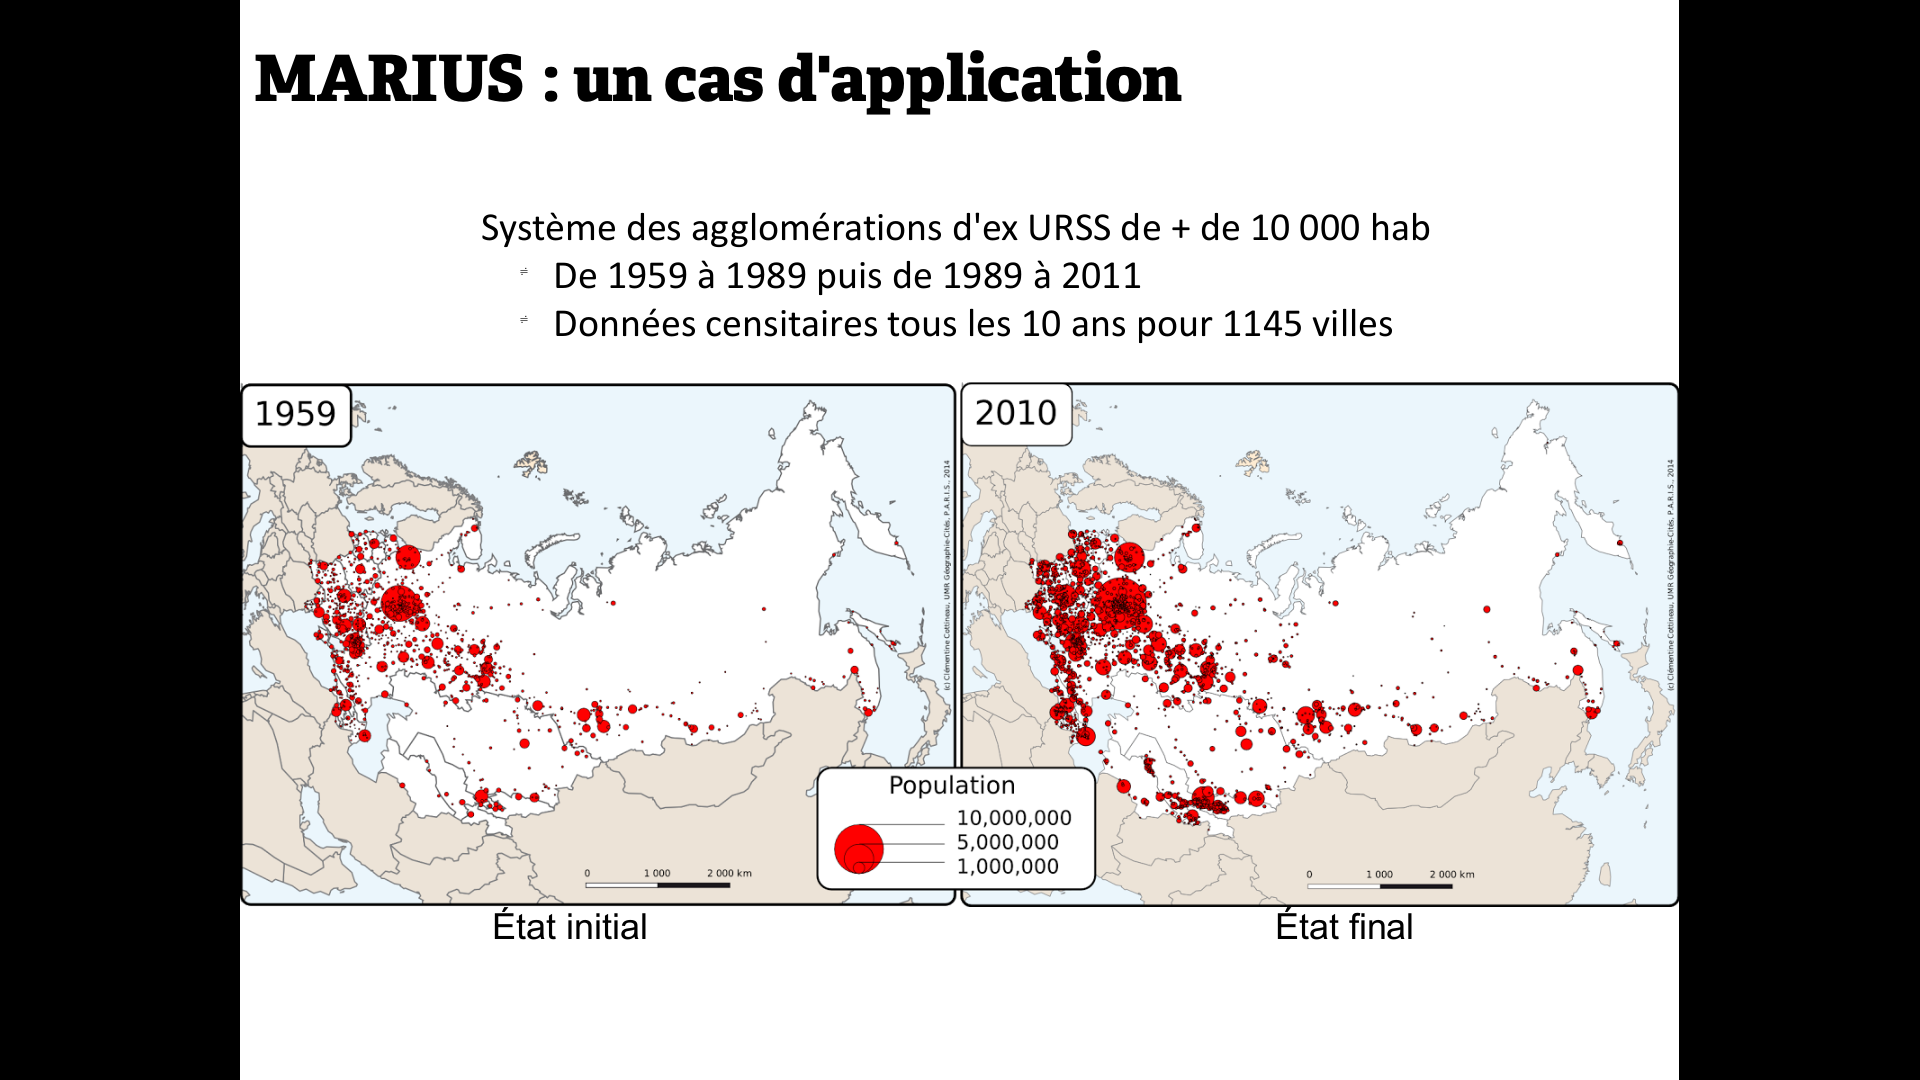 MARIUS : un cas d'application
Système des agglomérations d'ex URSS de + de 10 000 hab
De 1959 à 1989 puis de 1989 à 2011
Données censitaires tous les 10 ans pour 1145 villes
1959
2010
(c) Clémentine Cottineau, UMR Géographie-Cités, P.A.R.I.S., 2014
(c) Clémentine Cottineau, UMR Géographie-Cités, P.A.R.I.S., 2014
Population
10,000,000
5,000,000
1,000,000
0 1 000 2 000 km
0 1 000 2 000 km
État initial
État final